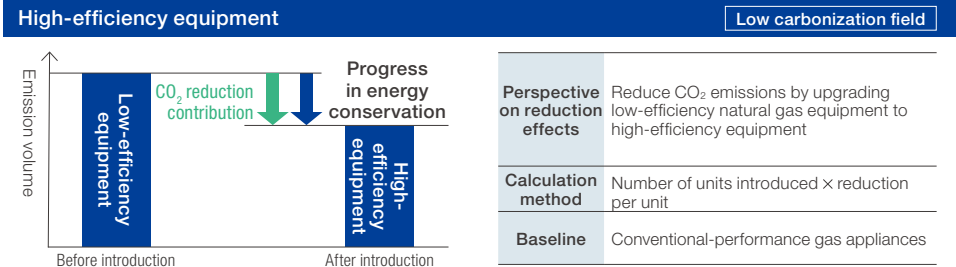 High-efficiency equipment
Low carbonization field
Emission volume
Low-efficiency
equipment
CO₂ reduction
contribution
Progress
in energy
conservation
High-
efficiency
equipment
Before introduction
After introduction
Perspective
on reduction
effects
Reduce CO₂ emissions by upgrading
low-efficiency natural gas equipment to
high-efficiency equipment
Calculation
method
Number of units introduced × reduction
per unit
Baseline
Conventional-performance gas appliances